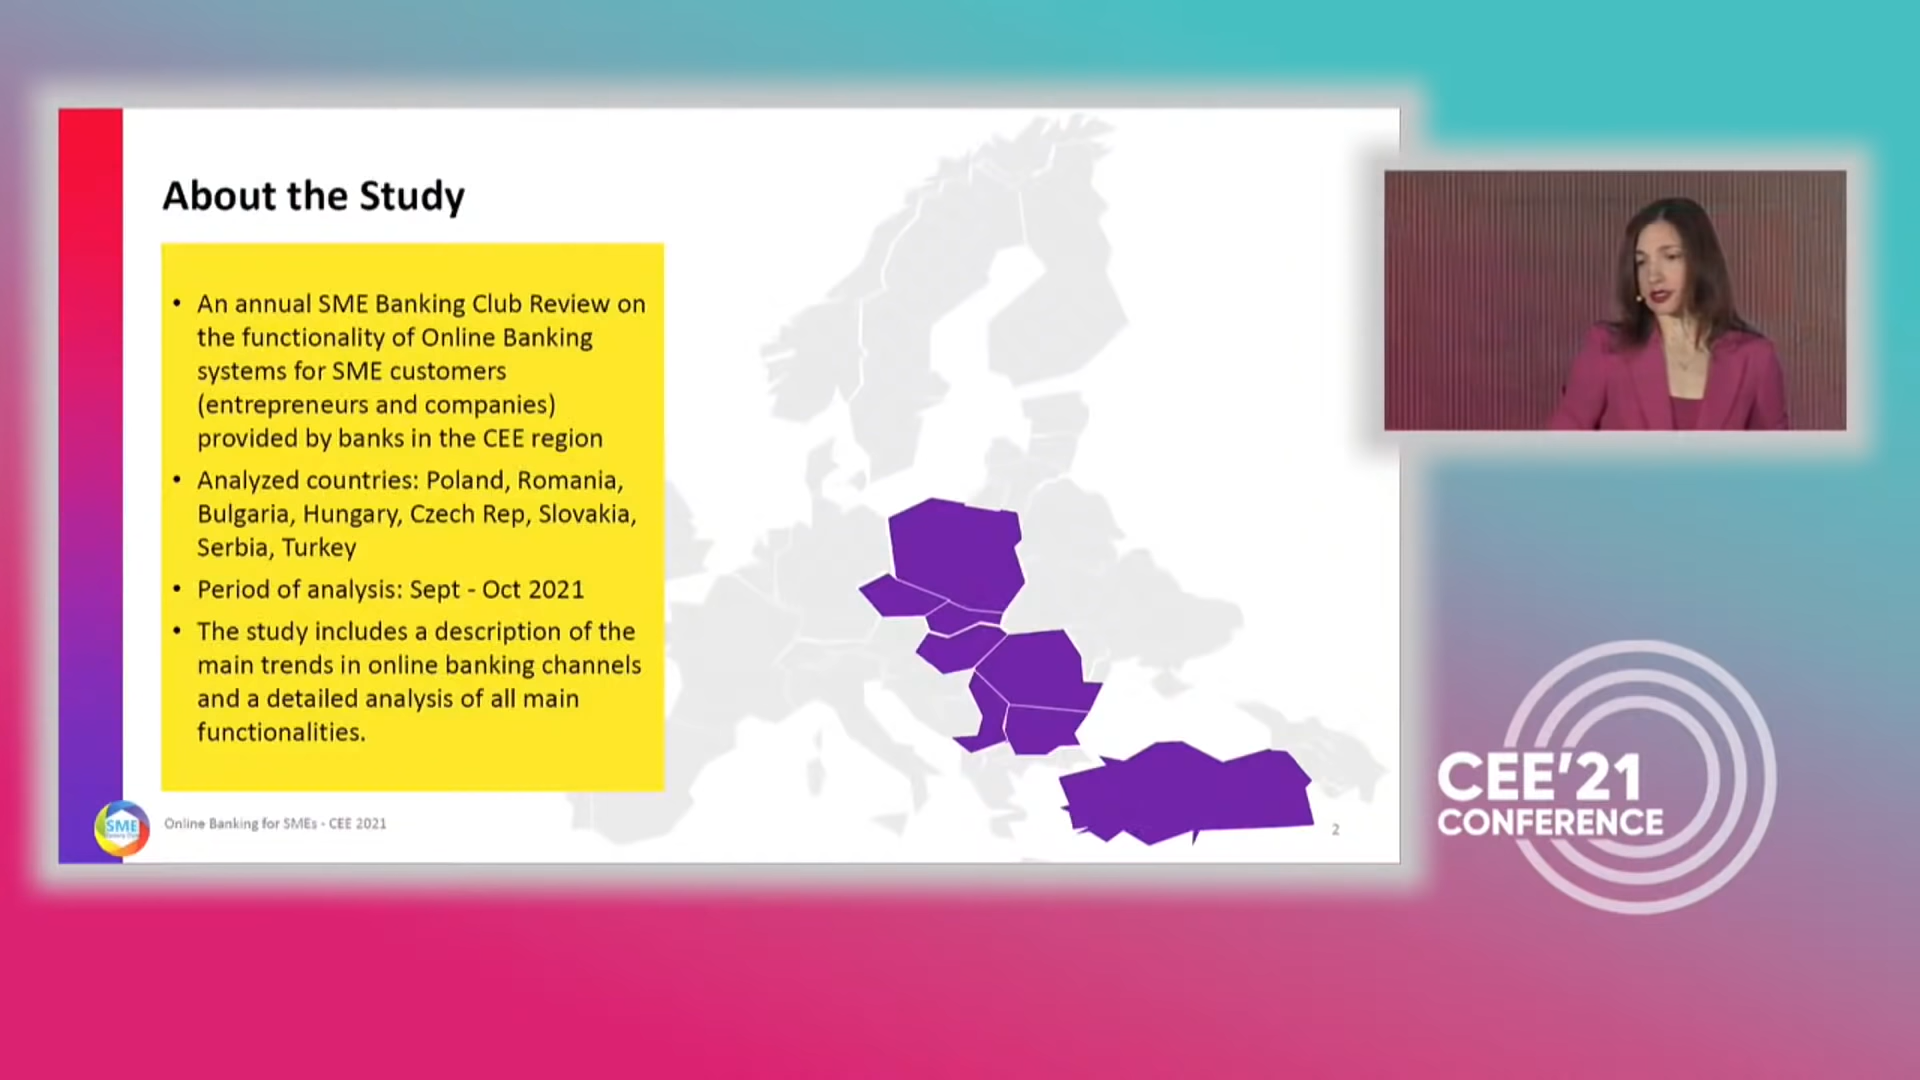 About the Study
• An annual SME Banking Club Review on
the functionality of Online Banking
systems for SME customers
(entrepreneurs and companies)
provided by banks in the CEE region
• Analyzed countries: Poland, Romania,
Bulgaria, Hungary, Czech Rep, Slovakia,
Serbia, Turkey
• Period of analysis: Sept - Oct 2021
• The study includes a description of the
main trends in online banking channels
and a detailed analysis of all main
functionalities.
SME
Online Banking for SMEs - CEE 2021
2
CEE'21
CONFERENCE